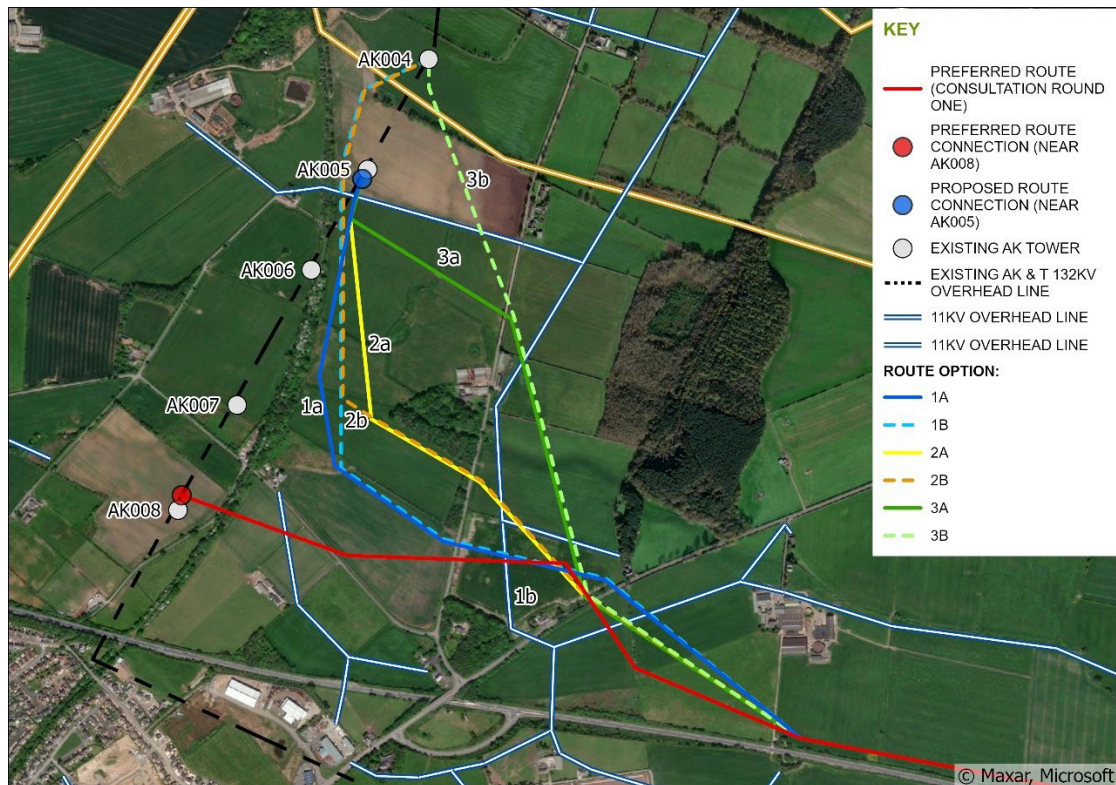 AK004
AK005
3b
3a
AK006
2a
AK007
1a
2b
AK008
1b
KEY
PREFERRED ROUTE
(CONSULTATION ROUND
ONE)
PREFERRED ROUTE
CONNECTION (NEAR
AK008)
PROPOSED ROUTE
CONNECTION (NEAR
AK005)
EXISTING AK TOWER
EXISTING AK & T 132KV
OVERHEAD LINE
11KV OVERHEAD LINE
11KV OVERHEAD LINE
ROUTE OPTION:
1A
1B
2A
2B
3A
3B
© Maxar, Microsoft